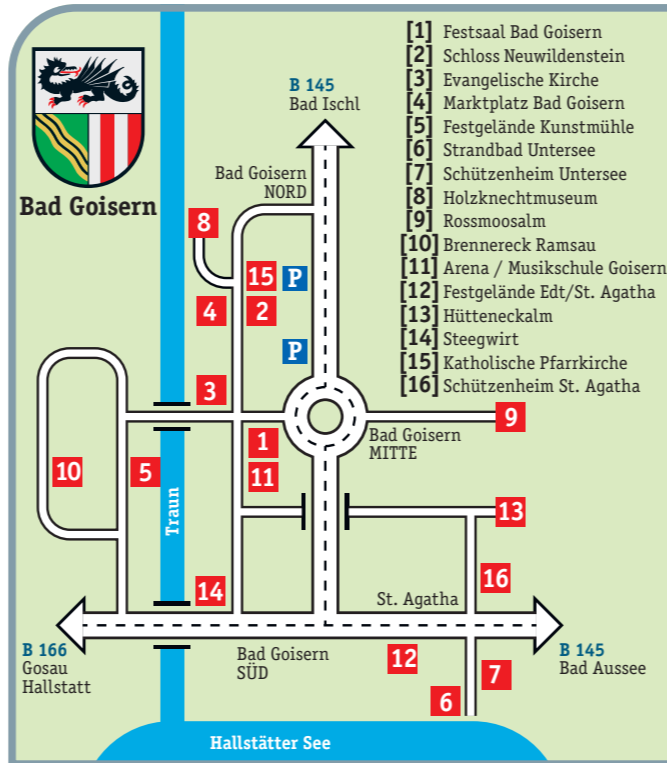 Bad Goisern
B 145
Bad Ischl
Bad Goisern
NORD
8
15
P
4
2
P
3
9
Bad Goisern
MITTE
1
10
5
11
Traun
13
14
16
St. Agatha
B 166
Gosau
Hallstatt
Bad Goisern
SÜD
12
B 145
Bad Aussee
7
6
Hallstätter See
[1] Festsaal Bad Goisern
[2] Schloss Neuwildenstein
[3] Evangelische Kirche
[4] Marktplatz Bad Goisern
[5] Festgelände Kunstmühle
[6] Strandbad Untersee
[7] Schützenheim Untersee
[8] Holzknechtmuseum
[9] Rossmoosalm
[10] Brennereck Ramsau
[11] Arena / Musikschule Goisern
[12] Festgelände Edt/St. Agatha
[13] Hütteneckalm
[14] Steegwirt
[15] Katholische Pfarrkirche
[16] Schützenheim St. Agatha